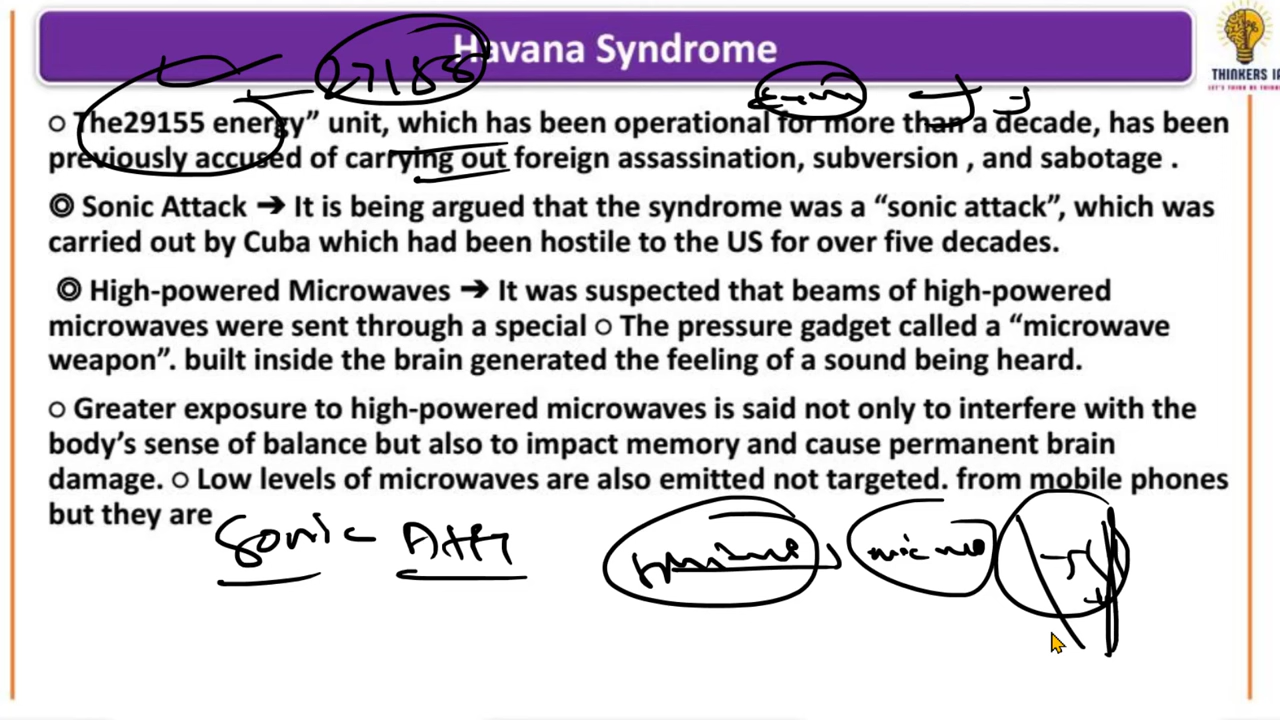 Havana Syndrome
THINKERS IA
LET'S THINK BE THINK
27155
○ The29155 energy” unit, which has been operational for more than a decade, has been
previously accused of carrying out foreign assassination, subversion , and sabotage .
◎ Sonic Attack ➔ It is being argued that the syndrome was a “sonic attack”, which was
carried out by Cuba which had been hostile to the US for over five decades.
◎ High-powered Microwaves ➔ It was suspected that beams of high-powered
microwaves were sent through a special ○ The pressure gadget called a “microwave
weapon”. built inside the brain generated the feeling of a sound being heard.
○ Greater exposure to high-powered microwaves is said not only to interfere with the
body’s sense of balance but also to impact memory and cause permanent brain
damage. ○ Low levels of microwaves are also emitted not targeted. from mobile phones
but they are
Sonic